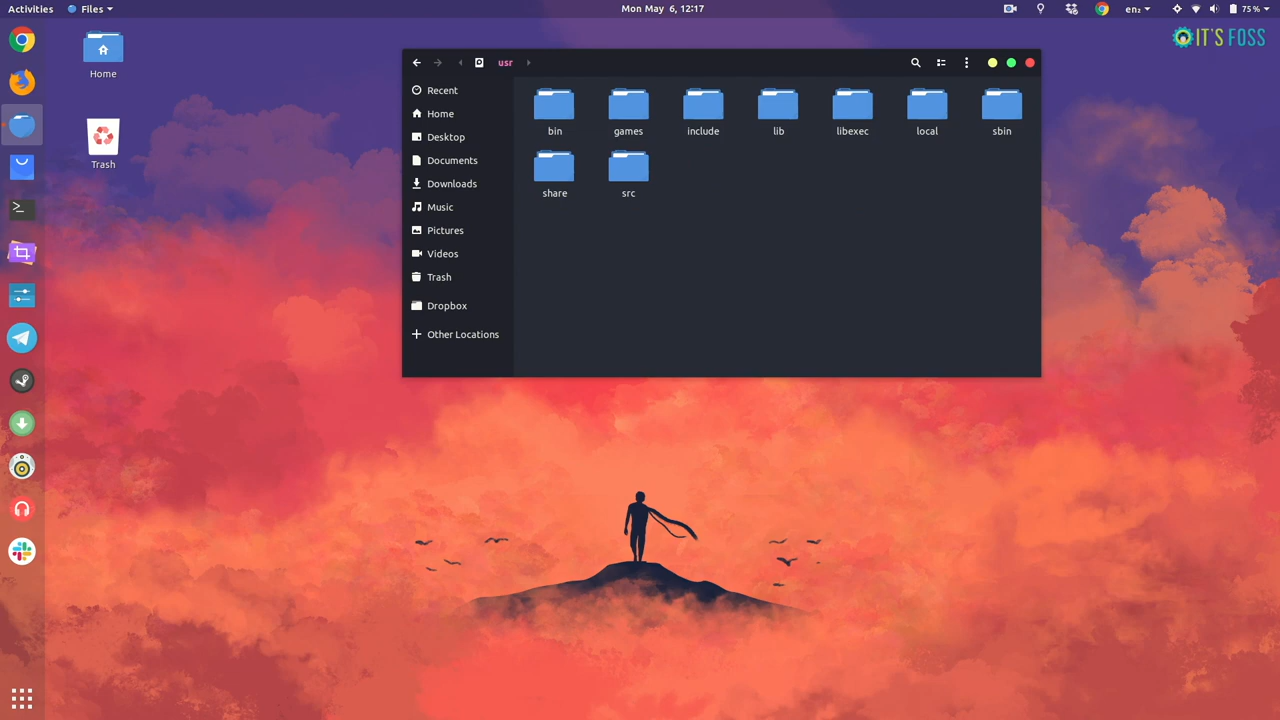 Activities
Files
Mon May 6, 12:17
en₂
75 %
IT'S FOSS
Home
Trash
usr
Recent
Home
Desktop
Documents
Downloads
Music
Pictures
Videos
Trash
Dropbox
Other Locations
bin
games
include
lib
libexec
local
sbin
share
src